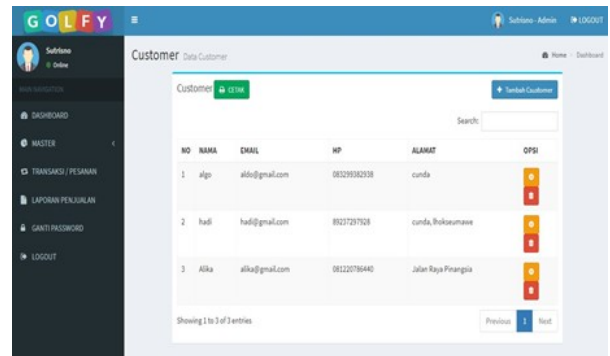 GOLFY
Sutrisno - Admin LOGOUT
Sutrisno
Online
MAIN NAVIGATION
DASHBOARD
MASTER
TRANSAKSI / PESANAN
LAPORAN PENJUALAN
GANTI PASSWORD
LOGOUT
Customer Data Customer
Home - Dashboard
Customer CETAK
+ Tambah Csustomer
Search:
NO NAMA EMAIL HP ALAMAT OPSI
1 algo aldo@gmail.com 083299382938 cunda
2 hadi hadi@gmail.com 89237297928 cunda, lhokseumawe
3 Alika alika@gmail.com 081220786440 Jalan Raya Pinangsia
Showing 1 to 3 of 3 entries
Previous 1 Next